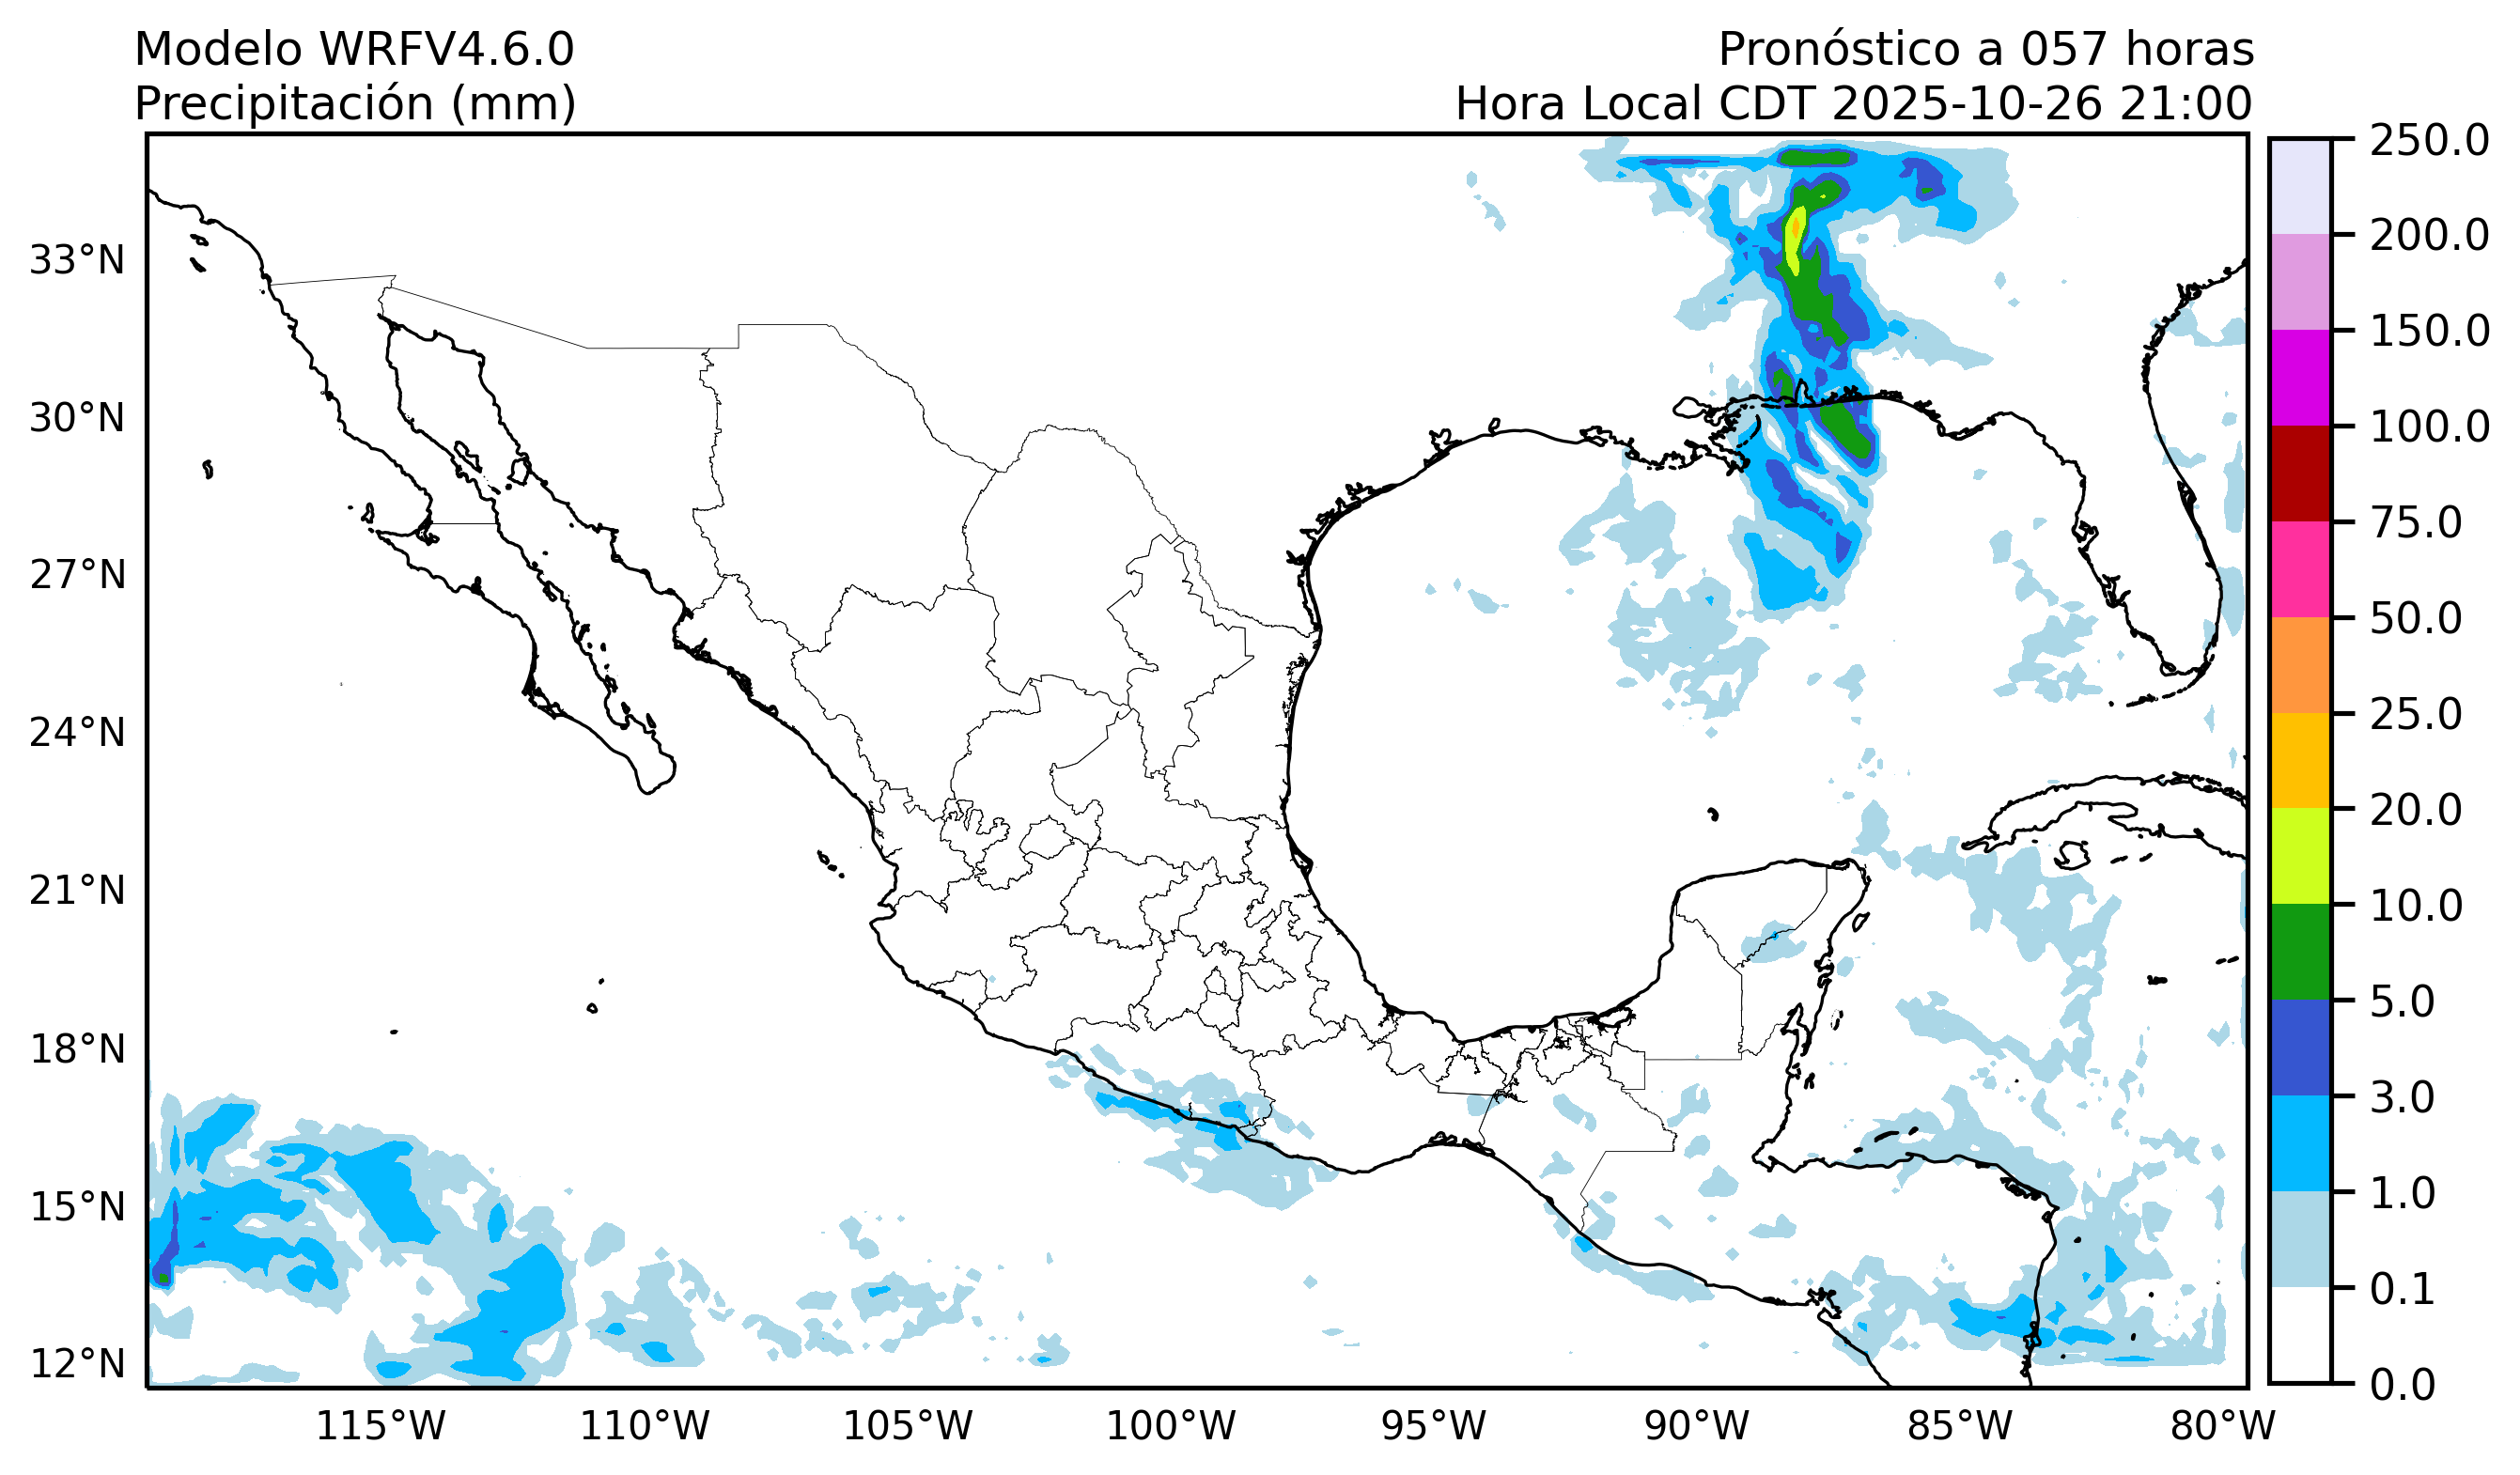 Modelo WRFV4.6.0
Precipitación (mm)
Pronóstico a 057 horas
Hora Local CDT 2025-10-26 21:00
33°N
30°N
27°N
24°N
21°N
18°N
15°N
12°N
115°W
110°W
105°W
100°W
95°W
90°W
85°W
80°W
250.0
200.0
150.0
100.0
75.0
50.0
25.0
20.0
10.0
5.0
3.0
1.0
0.1
0.0